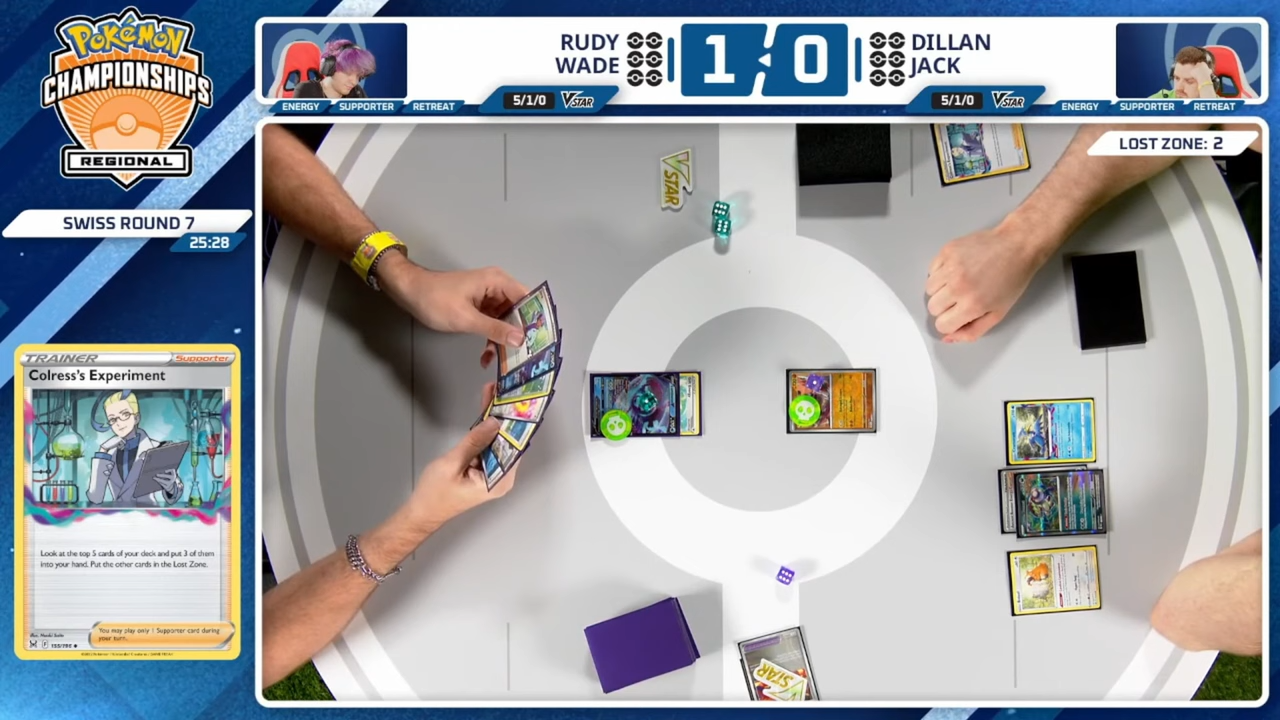 Pokémon
CHAMPIONSHIPS
REGIONAL
SWISS ROUND 7
25:28
RUDY
WADE
1
0
DILLAN
JACK
ENERGY
SUPPORTER
RETREAT
5/1/0
VSTAR
5/1/0
VSTAR
ENERGY
SUPPORTER
RETREAT
LOST ZONE: 2
VSTAR
STAR
TRAINER
Supporter
Colress's Experiment
Look at the top 5 cards of your deck and put 3 of them
into your hand. Put the other cards in the Lost Zone.
You may play only 1 Supporter card during
your turn.
155/196